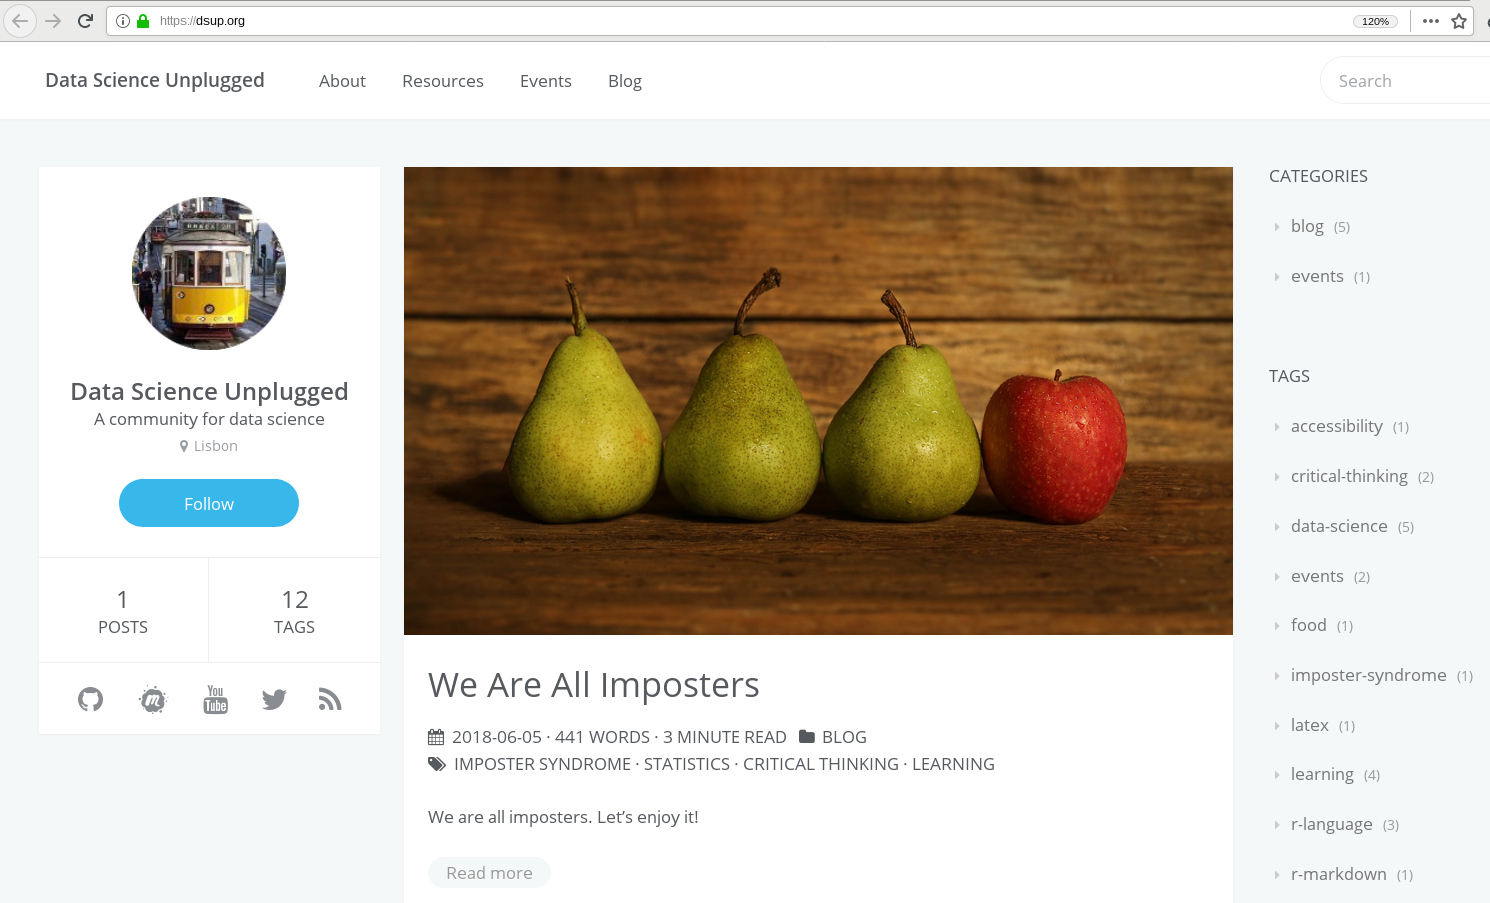 https://dsup.org
120%
Data Science Unplugged
About
Resources
Events
Blog
Search
Data Science Unplugged
A community for data science
Lisbon
Follow
1
POSTS
12
TAGS
You
Tube
We Are All Imposters
2018-06-05 · 441 WORDS · 3 MINUTE READ BLOG
IMPOSTER SYNDROME · STATISTICS · CRITICAL THINKING · LEARNING
We are all imposters. Let’s enjoy it!
Read more
CATEGORIES
blog (5)
events (1)
TAGS
accessibility (1)
critical-thinking (2)
data-science (5)
events (2)
food (1)
imposter-syndrome (1)
latex (1)
learning (4)
r-language (3)
r-markdown (1)